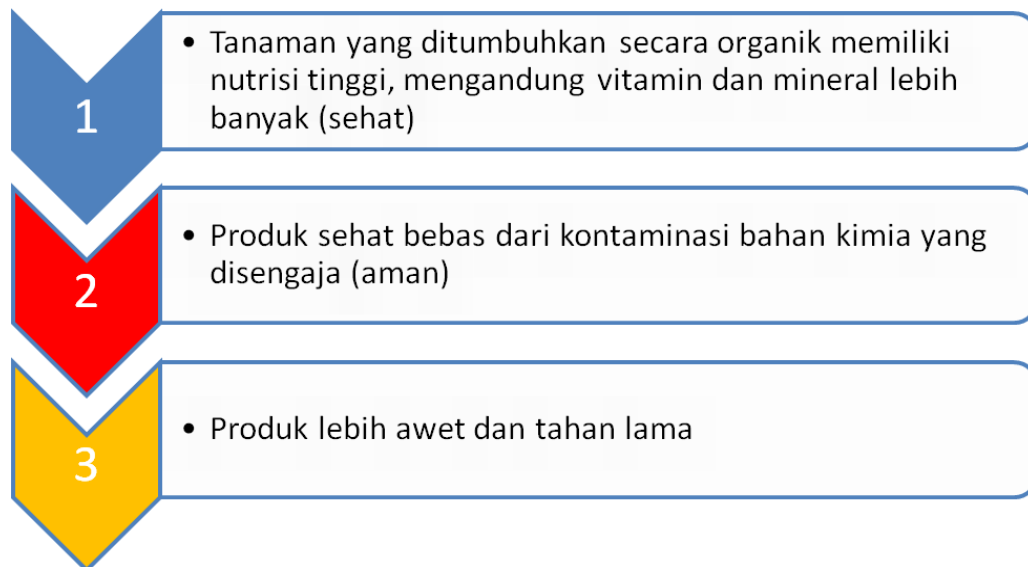 1
• Tanaman yang ditumbuhkan secara organik memiliki
nutrisi tinggi, mengandung vitamin dan mineral lebih
banyak (sehat)
2
• Produk sehat bebas dari kontaminasi bahan kimia yang
disengaja (aman)
3
• Produk lebih awet dan tahan lama